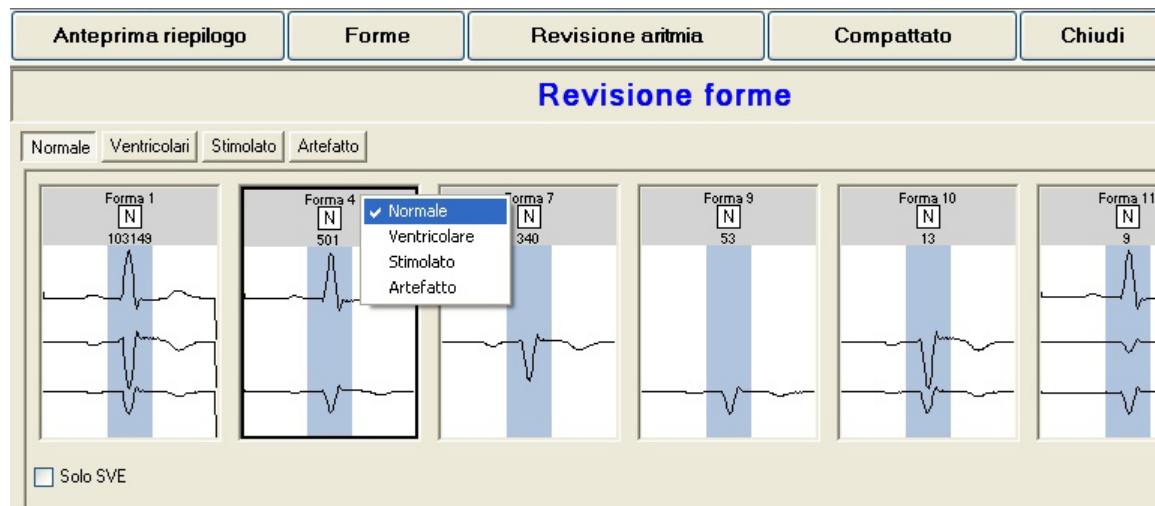 Anteprima riepilogo Forme Revisione aritmia Compattato Chiudi
Revisione forme
Normale Ventricolari Stimolato Artefatto
Forma 1
N
103149
Forma 4
N
501
Normale
Ventricolare
Stimolato
Artefatto
orma 7
N
340
Forma 9
N
53
Forma 10
N
13
Forma 11
N
9
Solo SVE